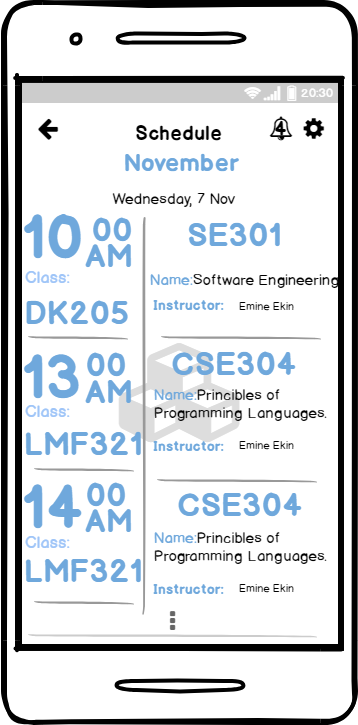 20:30
4
Schedule
November
Wednesday, 7 Nov
10 00 AM
Class:
DK205
SE301
Name:Software Engineering
Instructor: Emine Ekin
13 00 AM
Class:
LMF321
CSE304
Name:Princibles of
Programming Languages.
Instructor: Emine Ekin
14 00 AM
Class:
LMF321
CSE304
Name:Princibles of
Programming Languages.
Instructor: Emine Ekin